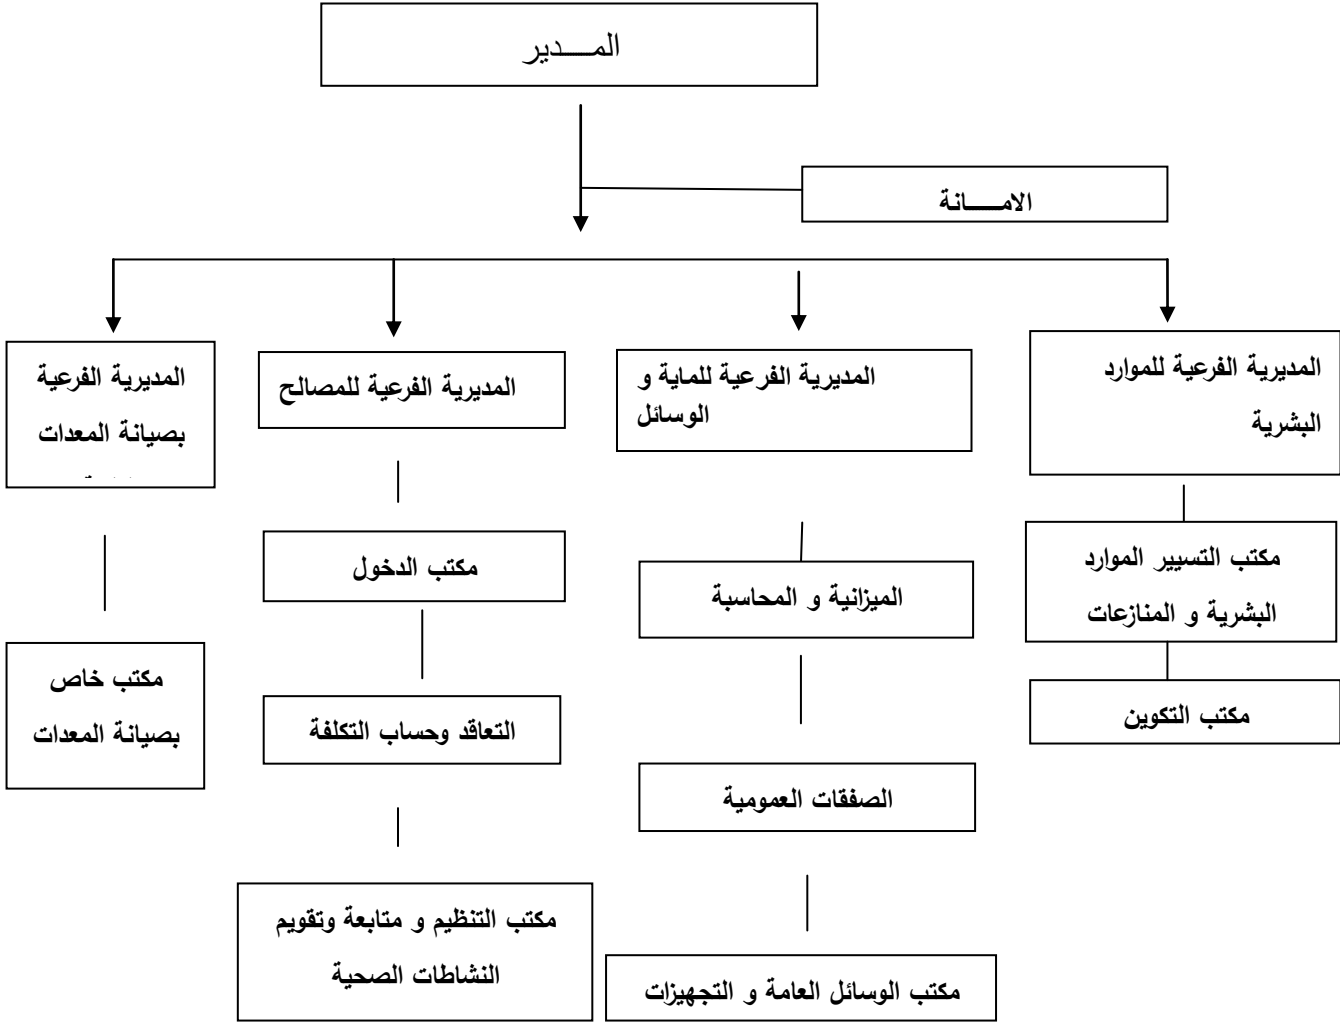 المـــدير
الامـــانة
المديرية الفرعية للموارد
البشرية
المديرية الفرعية للماية و
الوسائل
المديرية الفرعية للمصالح
المديرية الفرعية
بصيانة المعدات
مكتب التسيير الموارد
البشرية و المنازعات
الميزانية و المحاسبة
مكتب الدخول
مكتب خاص
بصيانة المعدات
مكتب التكوين
التعاقد وحساب التكلفة
الصفقات العمومية
مكتب التنظيم و متابعة وتقويم
النشاطات الصحية
مكتب الوسائل العامة و التجهيزات